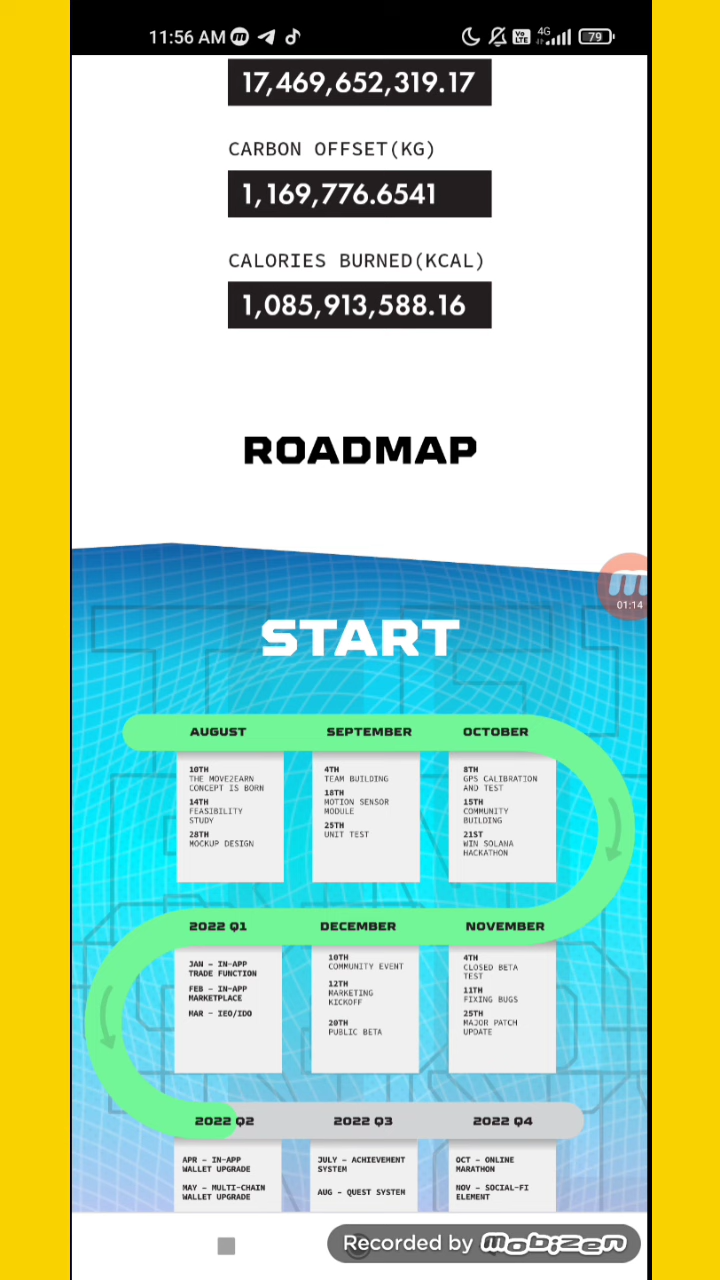 11:56 AM
Vo
LTE
4G
79
17,469,652,319.17
CARBON OFFSET(KG)
1,169,776.6541
CALORIES BURNED(KCAL)
1,085,913,588.16
ROADMAP
01:14
START
AUGUST
10TH
THE MOVE2EARN
CONCEPT IS BORN
14TH
FEASIBILITY
STUDY
28TH
MOCKUP DESIGN
SEPTEMBER
4TH
TEAM BUILDING
18TH
MOTION SENSOR
MODULE
25TH
UNIT TEST
OCTOBER
8TH
GPS CALIBRATION
AND TEST
15TH
COMMUNITY
BUILDING
21ST
WIN SOLANA
HACKATHON
2022 Q1
JAN – IN-APP
TRADE FUNCTION
FEB – IN-APP
MARKETPLACE
MAR – IEO/IDO
DECEMBER
10TH
COMMUNITY EVENT
12TH
MARKETING
KICKOFF
20TH
PUBLIC BETA
NOVEMBER
4TH
CLOSED BETA
TEST
11TH
FIXING BUGS
25TH
MAJOR PATCH
UPDATE
2022 Q2
APR – IN-APP
WALLET UPGRADE
MAY – MULTI-CHAIN
WALLET UPGRADE
2022 Q3
JULY – ACHIEVEMENT
SYSTEM
AUG – QUEST SYSTEM
2022 Q4
OCT – ONLINE
MARATHON
NOV – SOCIAL-FI
ELEMENT
Recorded by mobizen